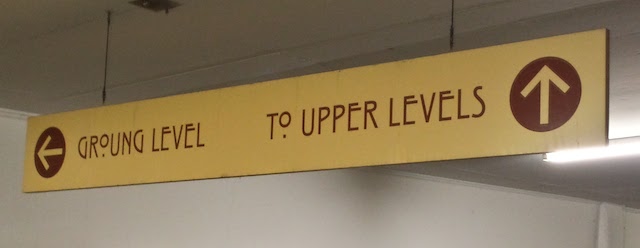 GROUNG LEVEL TO UPPER LEVELS